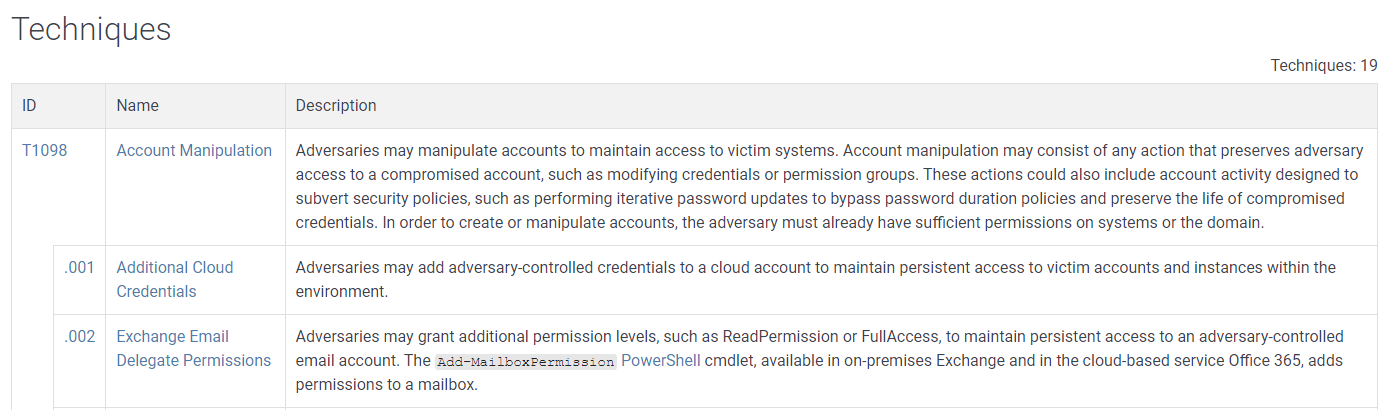 Techniques
Techniques: 19
ID Name Description
T1098 Account Manipulation Adversaries may manipulate accounts to maintain access to victim systems. Account manipulation may consist of any action that preserves adversary
access to a compromised account, such as modifying credentials or permission groups. These actions could also include account activity designed to
subvert security policies, such as performing iterative password updates to bypass password duration policies and preserve the life of compromised
credentials. In order to create or manipulate accounts, the adversary must already have sufficient permissions on systems or the domain.
.001 Additional Cloud
Credentials
Adversaries may add adversary-controlled credentials to a cloud account to maintain persistent access to victim accounts and instances within the
environment.
.002 Exchange Email
Delegate Permissions
Adversaries may grant additional permission levels, such as ReadPermission or FullAccess, to maintain persistent access to an adversary-controlled
email account. The Add-MailboxPermission PowerShell cmdlet, available in on-premises Exchange and in the cloud-based service Office 365, adds
permissions to a mailbox.